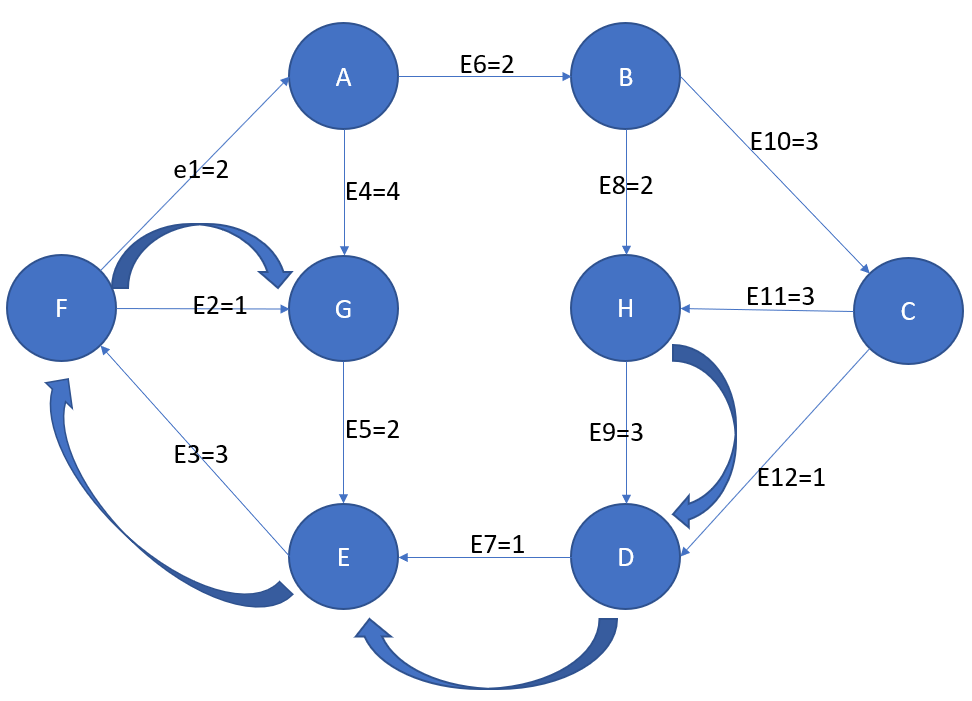 A
E6=2
B
E10=3
e1=2
E4=4
E8=2
F
E2=1
G
H
E11=3
C
E3=3
E5=2
E9=3
E12=1
E
E7=1
D